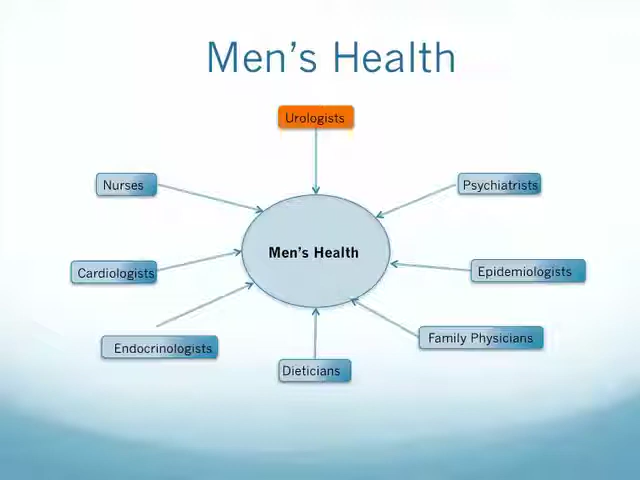 Men’s Health
Urologists
Nurses
Psychiatrists
Men’s Health
Cardiologists
Epidemiologists
Family Physicians
Endocrinologists
Dieticians